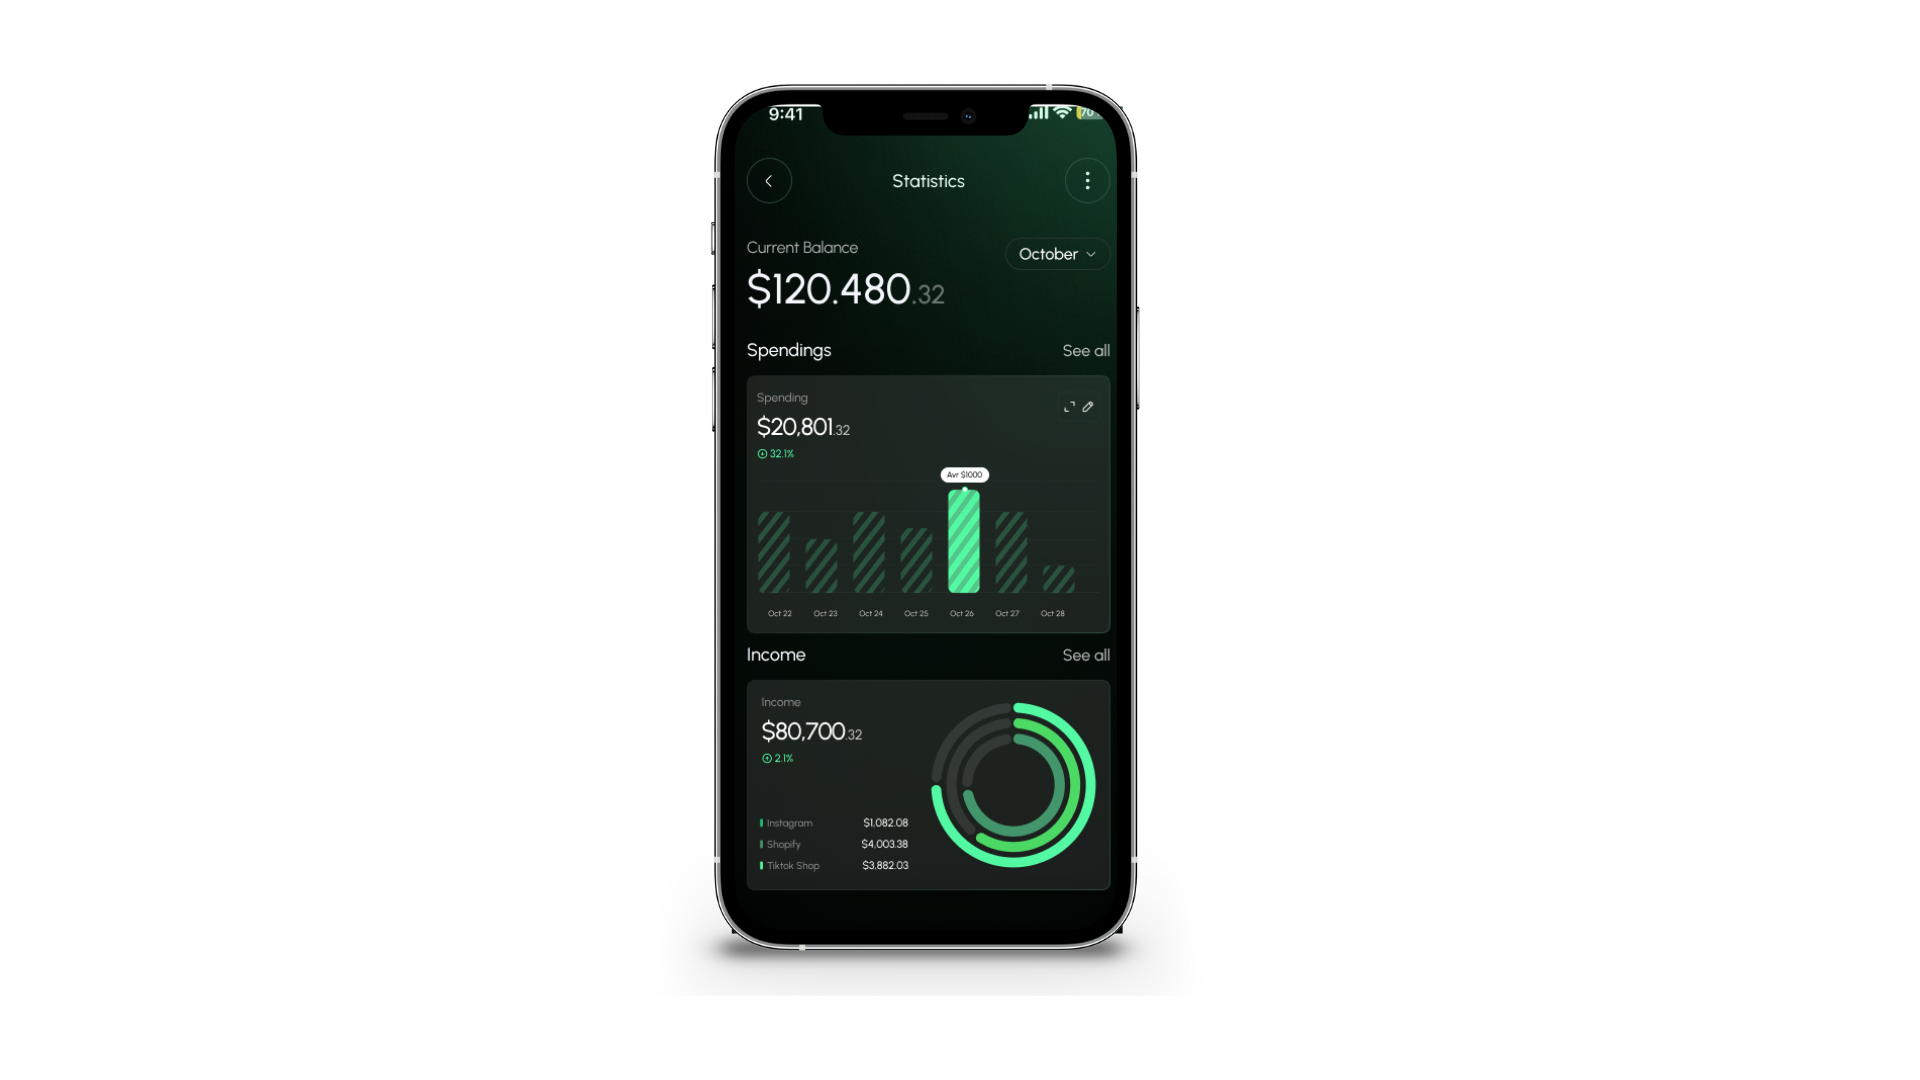 9:41
70
Statistics
Current Balance
October
$120.480.32
Spendings
See all
Spending
$20,801.32
32.1%
Avr $1000
Oct 22 Oct 23 Oct 24 Oct 25 Oct 26 Oct 27 Oct 28
Income
See all
Income
$80,700.32
2.1%
Instagram $1,082.08
Shopify $4,003.38
Tiktok Shop $3,882.03